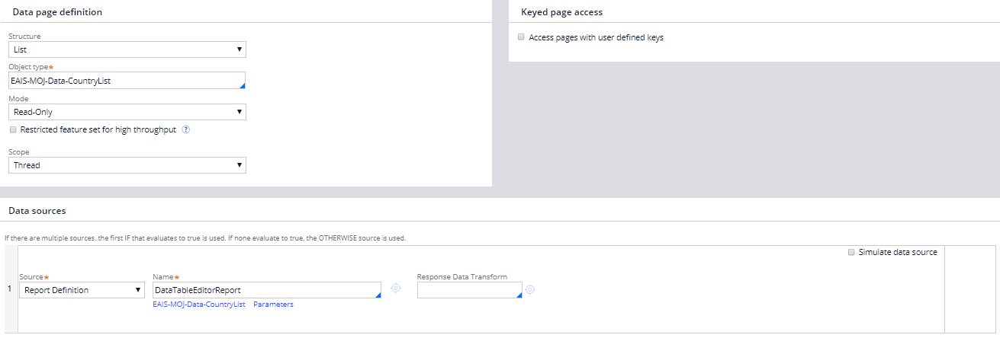 Data page definition
Structure
List
Object type*
EAIS-MOJ-Data-CountryList
Mode
Read-Only
Restricted feature set for high throughput ?
Scope
Thread
Keyed page access
Access pages with user defined keys
Data sources
If there are multiple sources, the first IF that evaluates to true is used. If none evaluate to true, the OTHERWISE source is used.
Simulate data source
1
Source* Name* Response Data Transform
Report Definition DataTableEditorReport
EAIS-MOJ-Data-CountryList Parameters